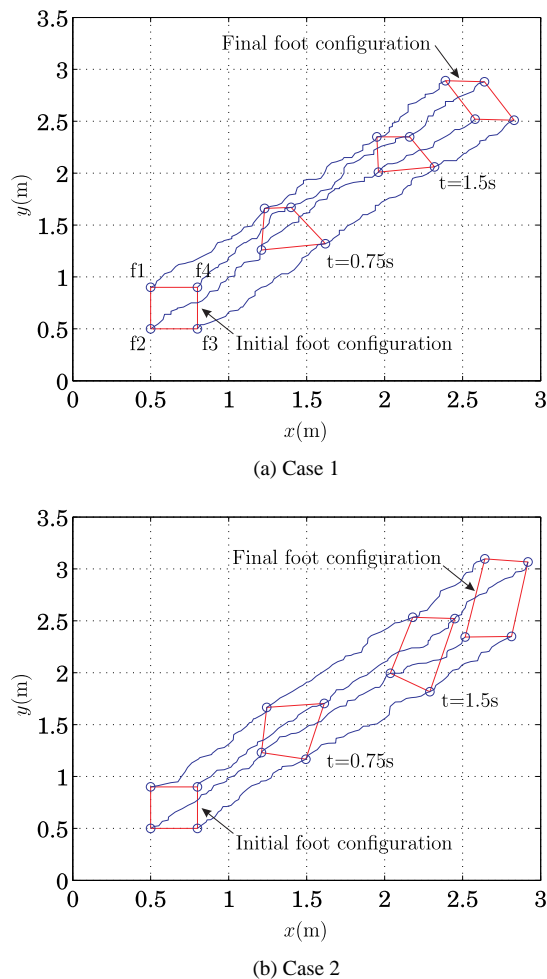 3.5
Final foot configuration
3
2.5
t=1.5s
2
y(m)
1.5
t=0.75s
f1 f4
1
0.5
f2 f3
Initial foot configuration
0
0 0.5 1 1.5 2 2.5 3
x(m)
(a) Case 1
3.5
Final foot configuration
3
2.5
2
t=1.5s
y(m)
1.5
t=0.75s
1
0.5
Initial foot configuration
0
0 0.5 1 1.5 2 2.5 3
x(m)
(b) Case 2